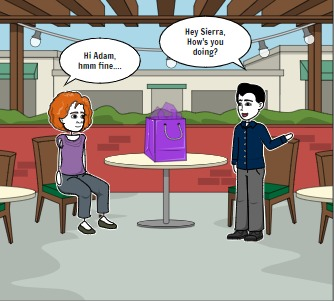 Hey Sierra,
How's you
doing?
Hi Adam,
hmm fine....